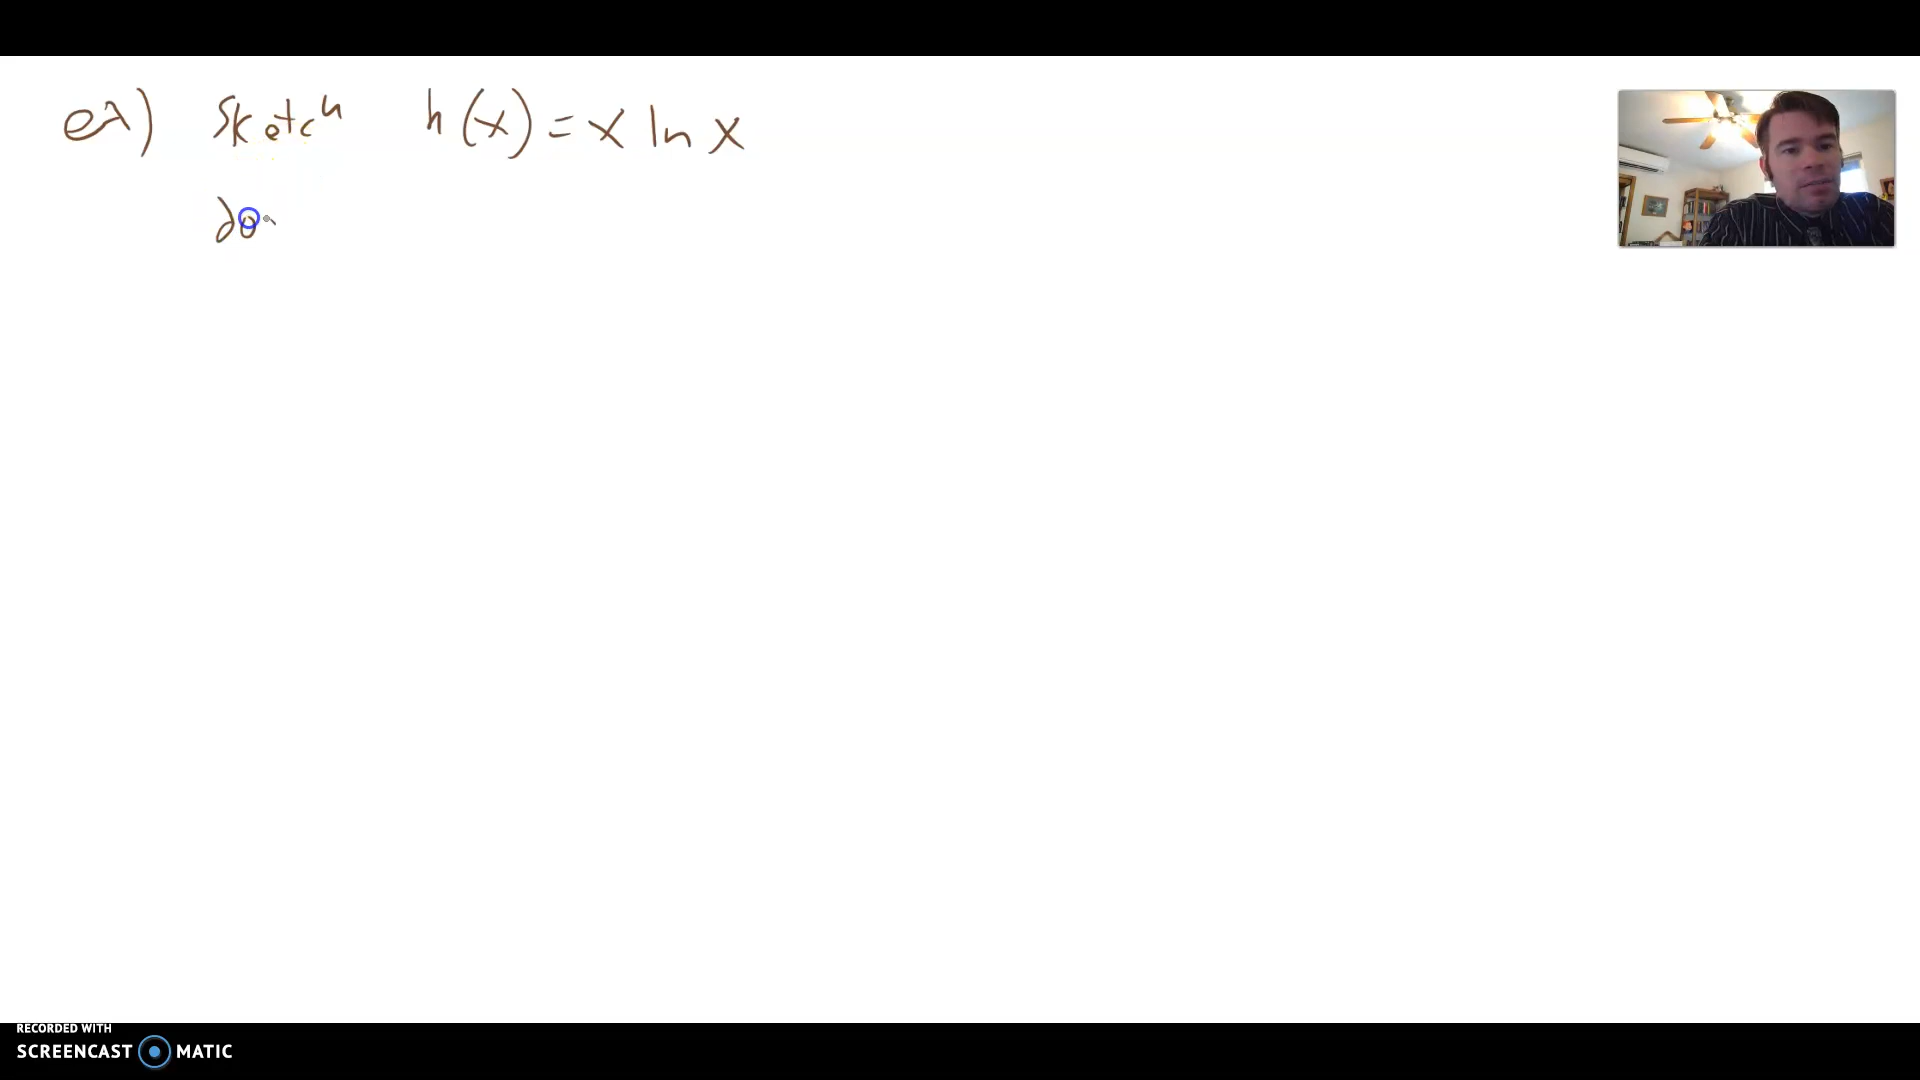 ex) Sketch h(x) = x ln x
do
RECORDED WITH
SCREENCAST MATIC